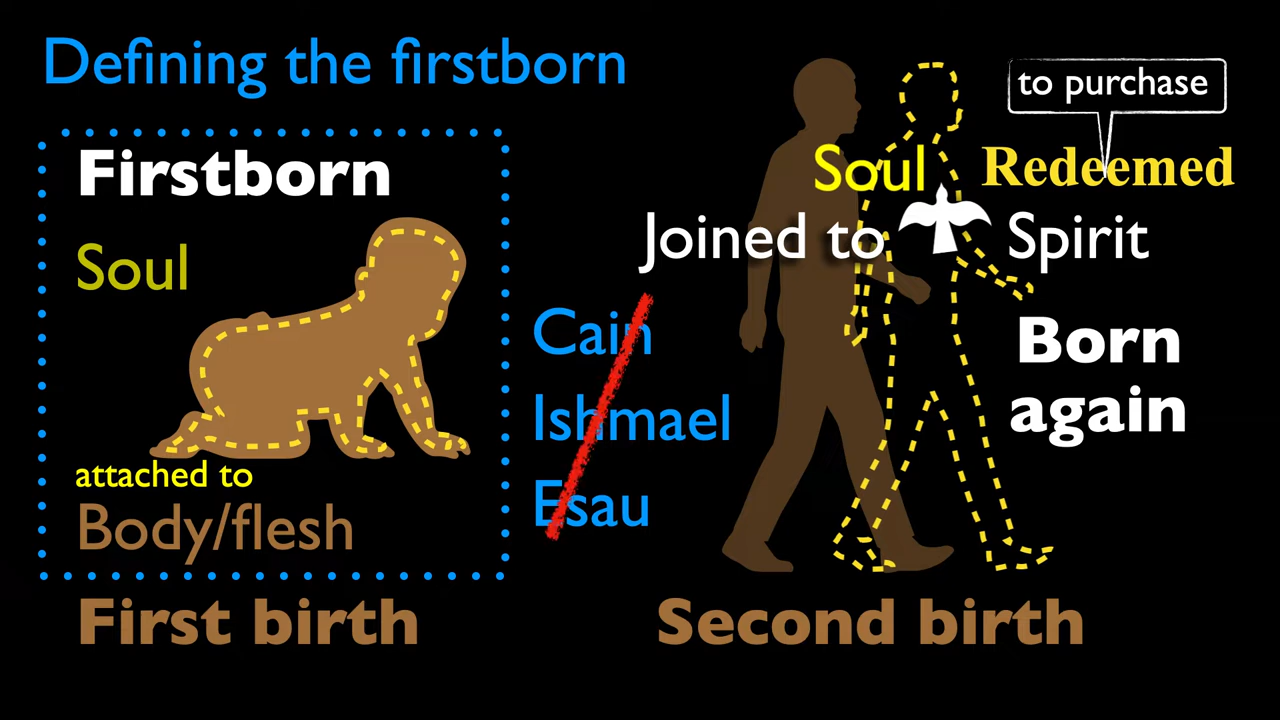 Defining the firstborn
Firstborn
Soul
attached to
Body/flesh
First birth
Cain
Ishmael
Esau
to purchase
Soul Redeemed
Joined to Spirit
Born
again
Second birth